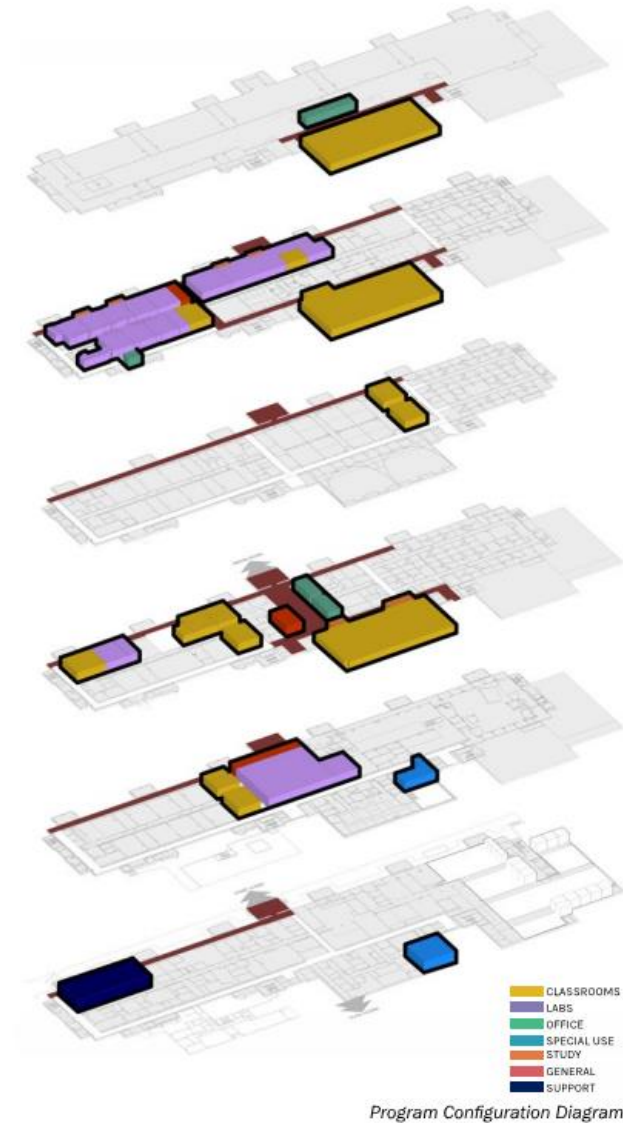 CLASSROOMS
LABS
OFFICE
SPECIAL USE
STUDY
GENERAL
SUPPORT
Program Configuration Diagram